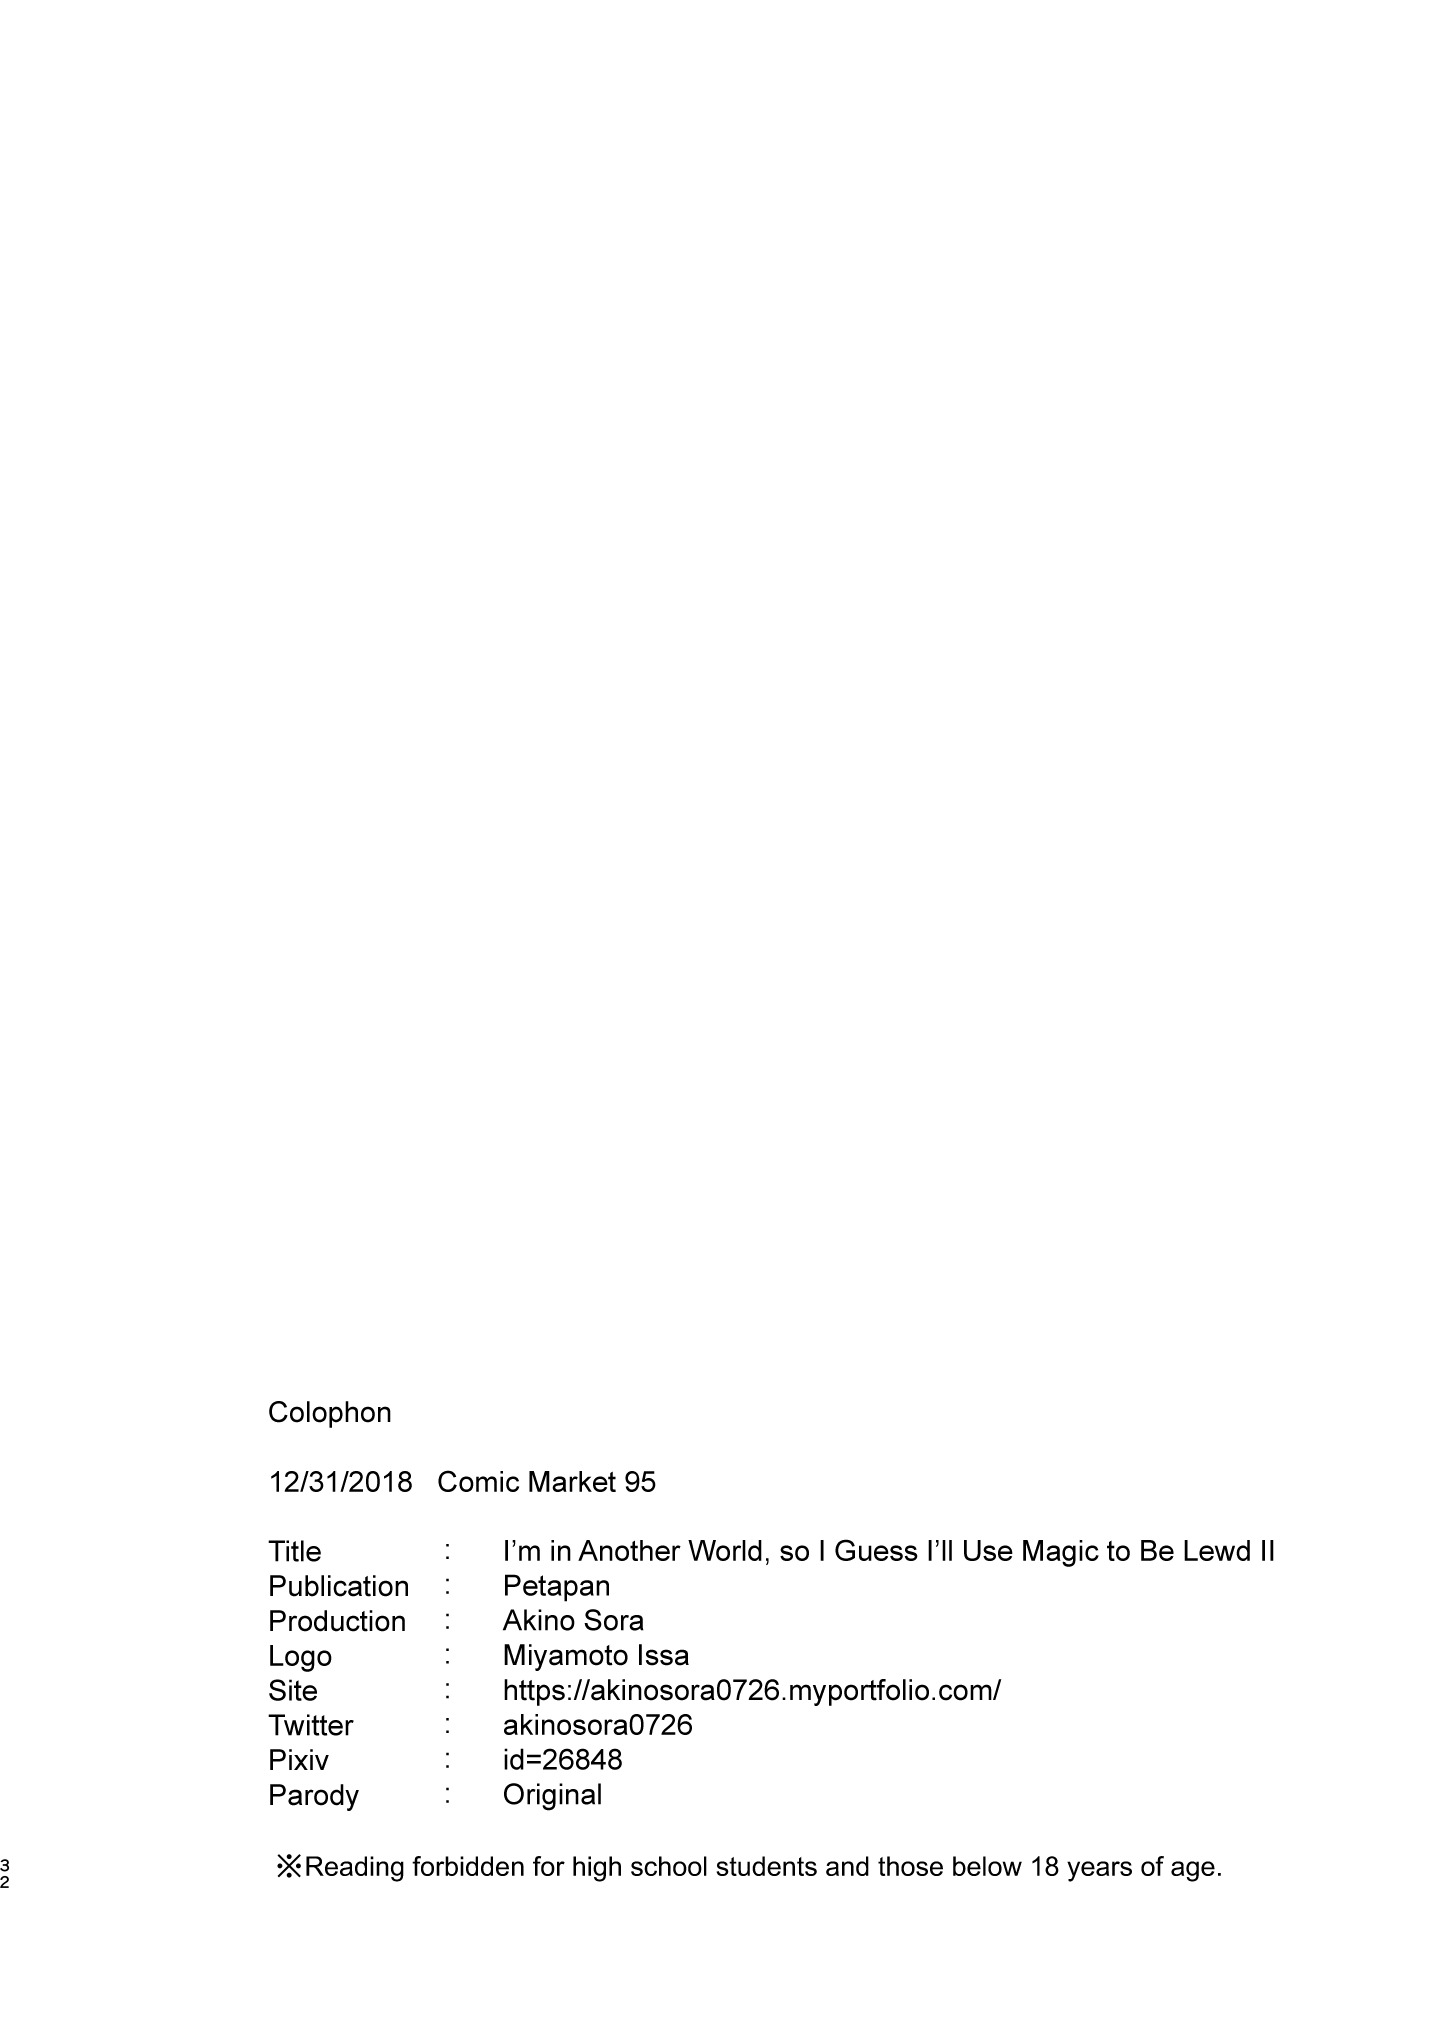 Colophon
12/31/2018 Comic Market 95
Title : I’m in Another World, so I Guess I’ll Use Magic to Be Lewd II
Publication : Petapan
Production : Akino Sora
Logo : Miyamoto Issa
Site : https://akinosora0726.myportfolio.com/
Twitter : akinosora0726
Pixiv : id=26848
Parody : Original
※Reading forbidden for high school students and those below 18 years of age.
32